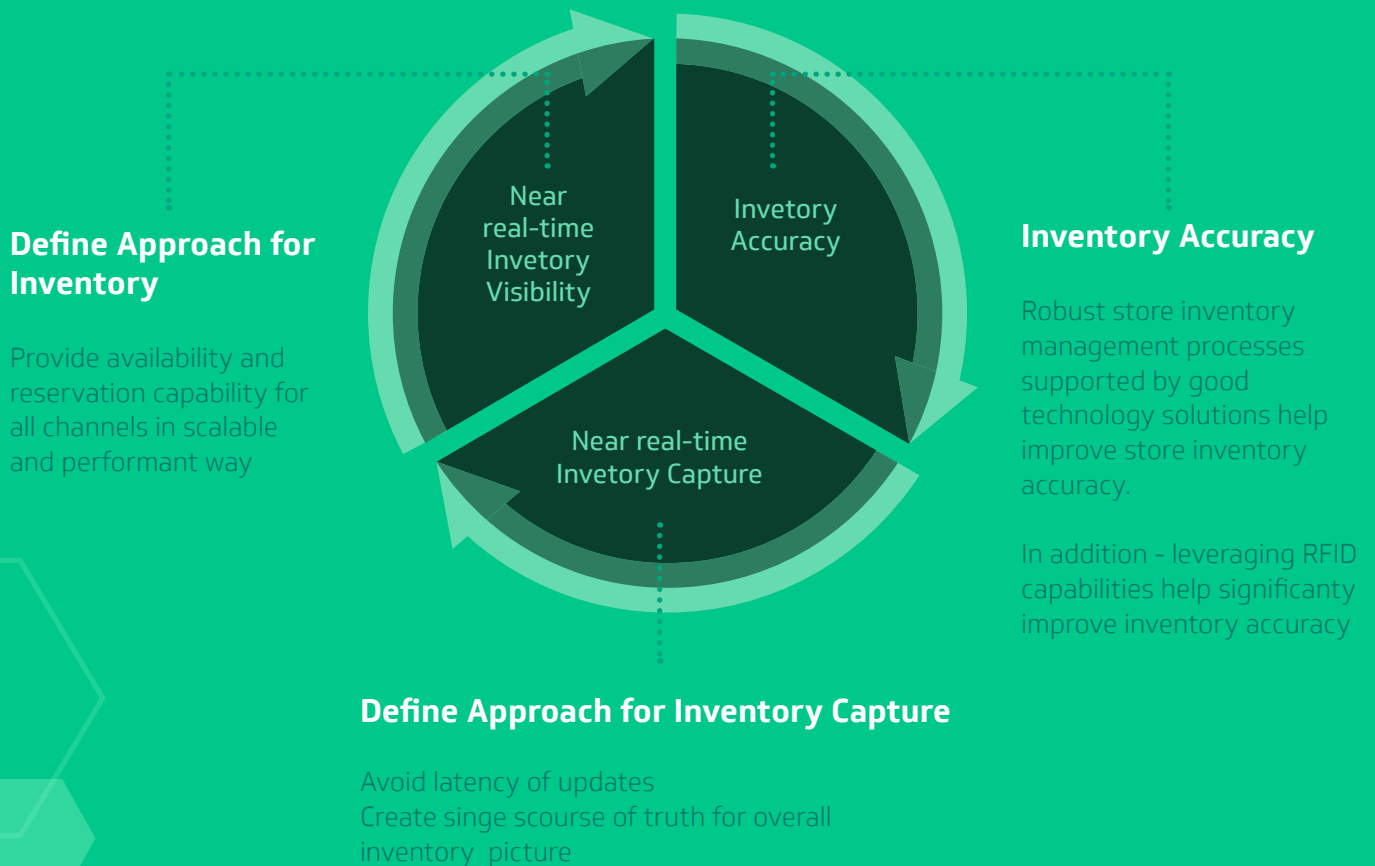 Near
real-time
Invetory
Visibility
Invetory
Accuracy
Near real-time
Invetory Capture
Define Approach for
Inventory
Provide availability and
reservation capability for
all channels in scalable
and performant way
Inventory Accuracy
Robust store inventory
management processes
supported by good
technology solutions help
improve store inventory
accuracy.
In addition - leveraging RFID
capabilities help significanty
improve inventory accuracy
Define Approach for Inventory Capture
Avoid latency of updates
Create singe scourse of truth for overall
inventory picture